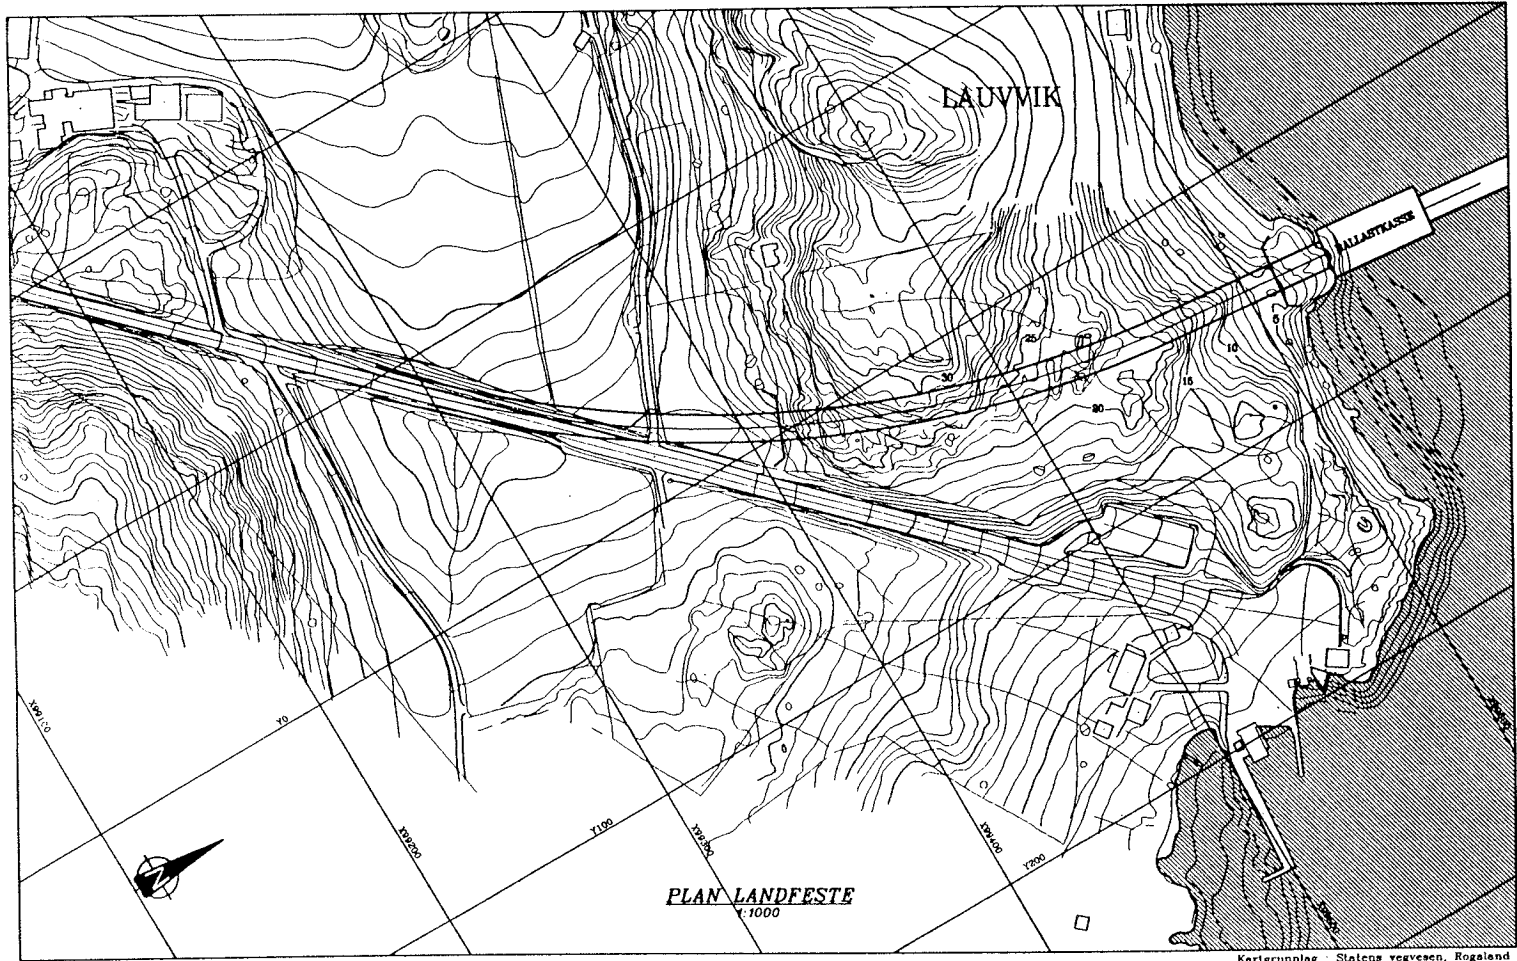 LAUVVIK
BALLASTKASSE
5
10
15
20
25
30
Y0
X99200
Y100
X99300
X99400
Y200
N
PLAN LANDFESTE
1:1000
Kartgrunnlag : Statens vegvesen, Rogaland